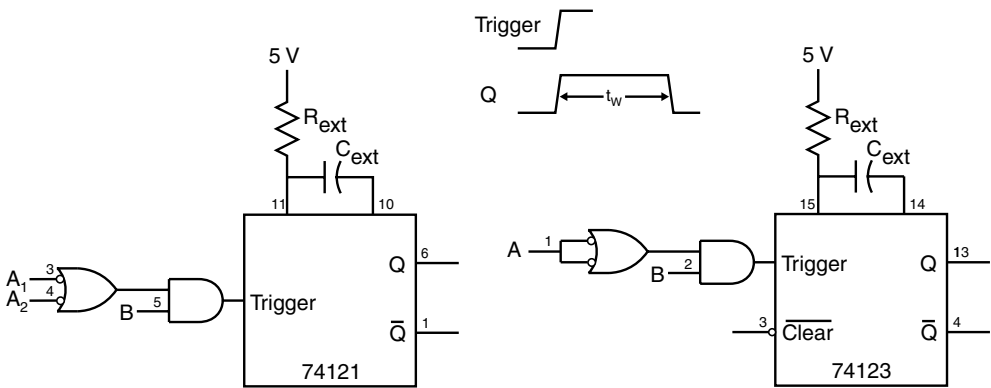 Trigger
5 V
Q
t_W
R_ext
C_ext
11
10
A_1
3
A_2
4
B
5
Trigger
Q
6
Q̅
1
74121
5 V
R_ext
C_ext
15
14
A
1
B
2
Trigger
Q
13
3
C̅l̅e̅a̅r̅
Q̅
4
74123